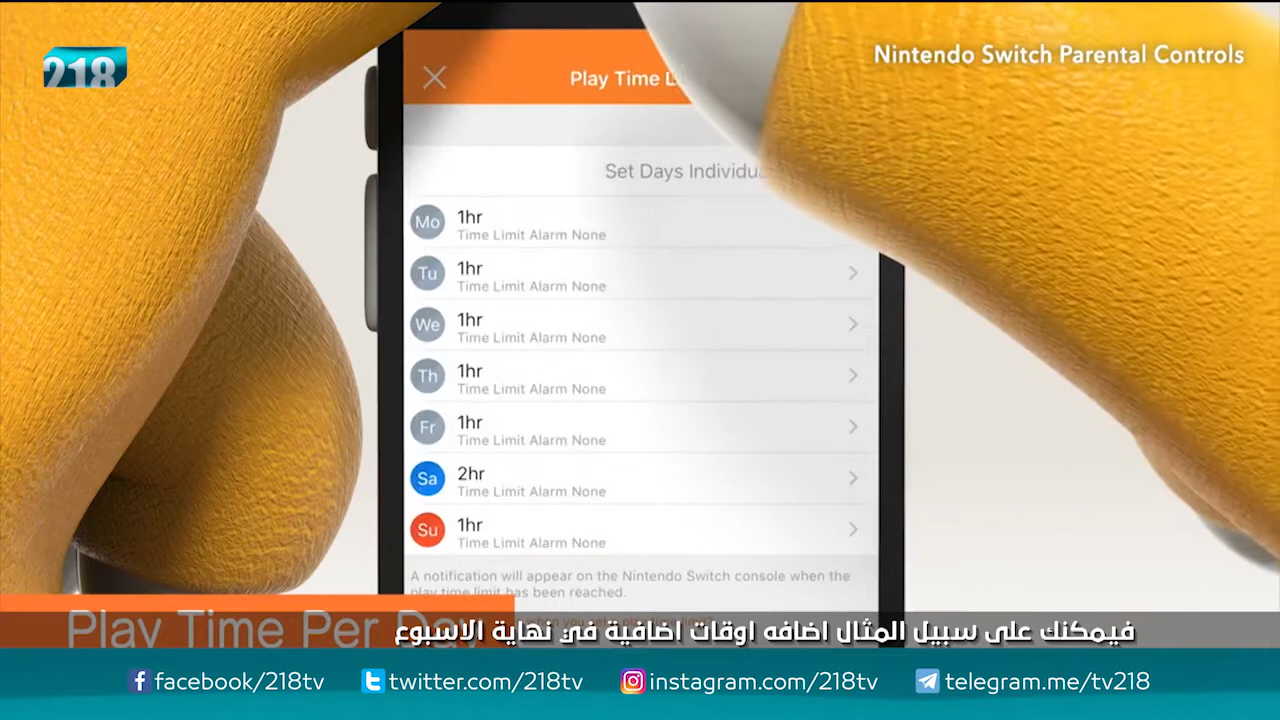 218
Nintendo Switch Parental Controls
Play Time
Set Days
Mo 1hr
Time Limit Alarm None
Tu 1hr
Time Limit Alarm None
We 1hr
Time Limit Alarm None
Th 1hr
Time Limit Alarm None
Fr 1hr
Time Limit Alarm None
Sa 2hr
Time Limit Alarm None
Su 1hr
Time Limit Alarm None
A notification will appear on the Nintendo Switch console when the
play time limit has been reached.
Play Time Per Day
فيمكنك على سبيل المثال اضافه اوقات اضافية في نهاية الاسبوع
facebook/218tv
twitter.com/218tv
instagram.com/218tv
telegram.me/tv218